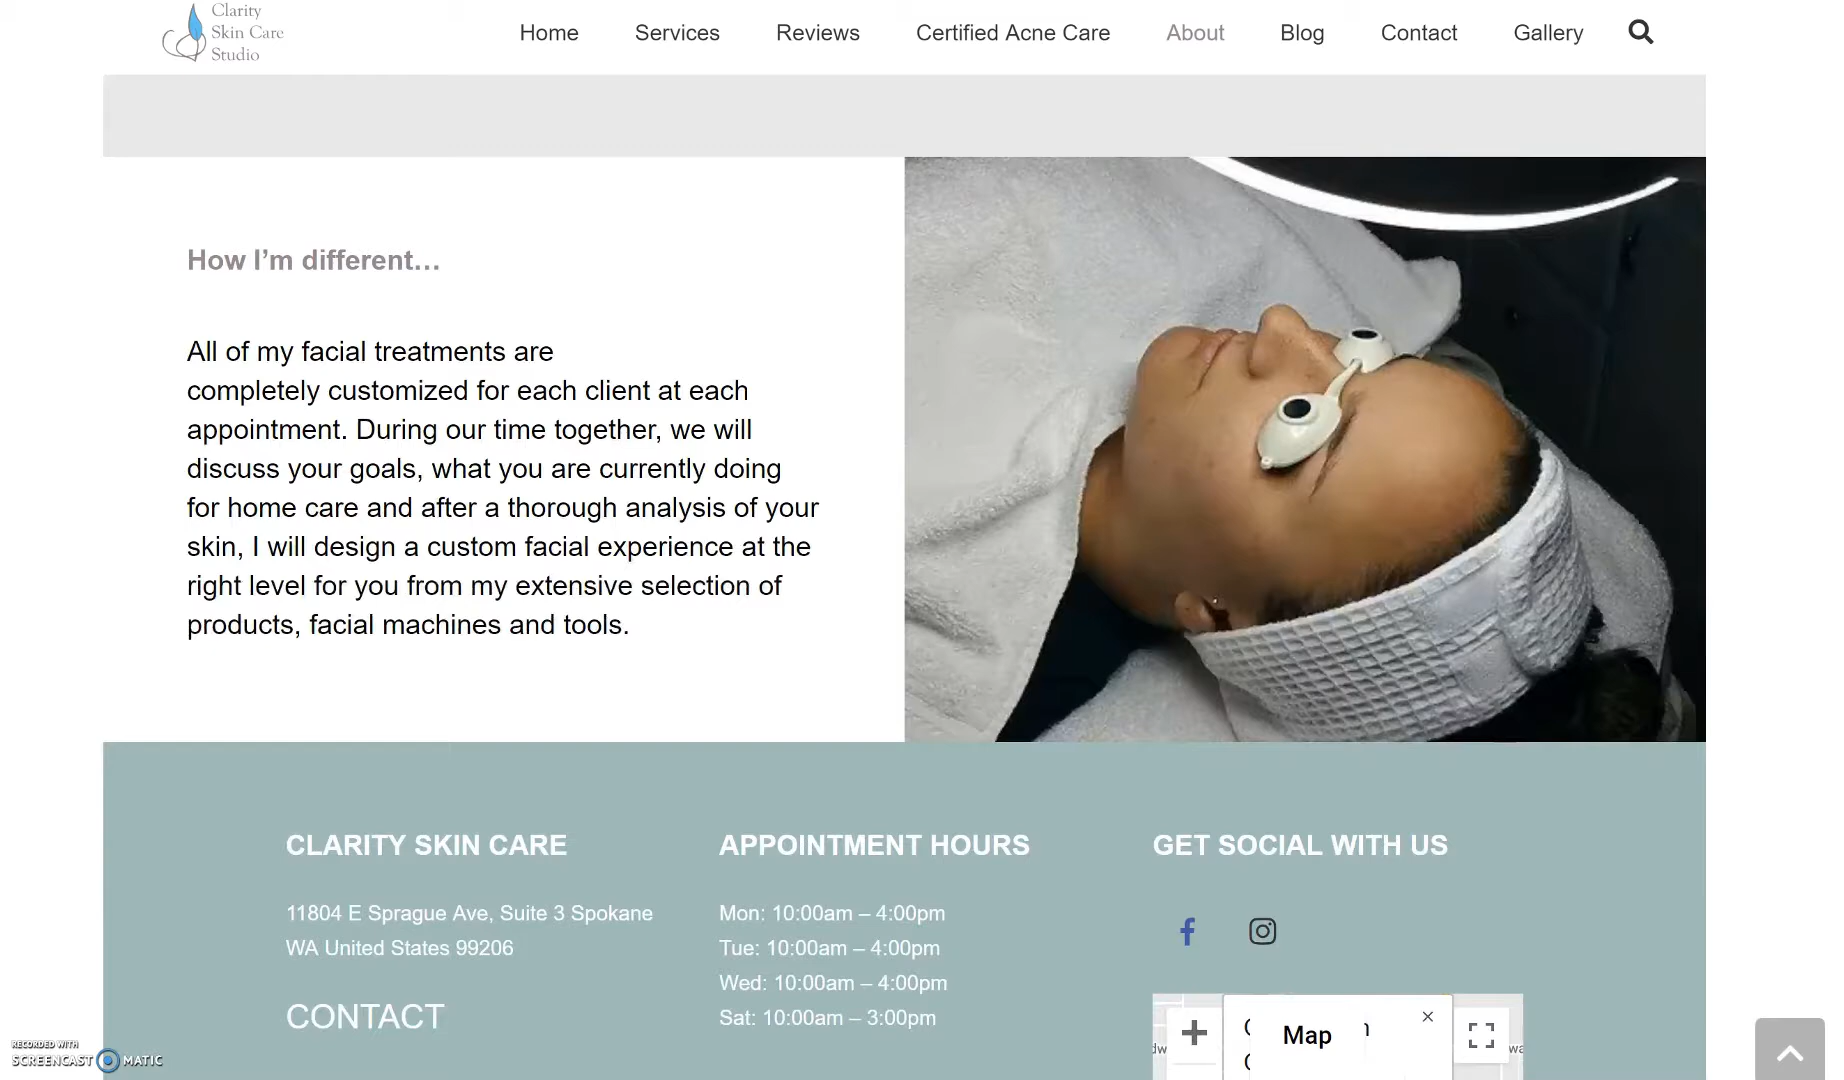 Clarity
Skin Care
Studio
Home Services Reviews Certified Acne Care About Blog Contact Gallery
How I’m different…
All of my facial treatments are
completely customized for each client at each
appointment. During our time together, we will
discuss your goals, what you are currently doing
for home care and after a thorough analysis of your
skin, I will design a custom facial experience at the
right level for you from my extensive selection of
products, facial machines and tools.
CLARITY SKIN CARE
11804 E Sprague Ave, Suite 3 Spokane
WA United States 99206
CONTACT
APPOINTMENT HOURS
Mon: 10:00am – 4:00pm
Tue: 10:00am – 4:00pm
Wed: 10:00am – 4:00pm
Sat: 10:00am – 3:00pm
GET SOCIAL WITH US
Map
RECORDED WITH
SCREENCAST MATIC